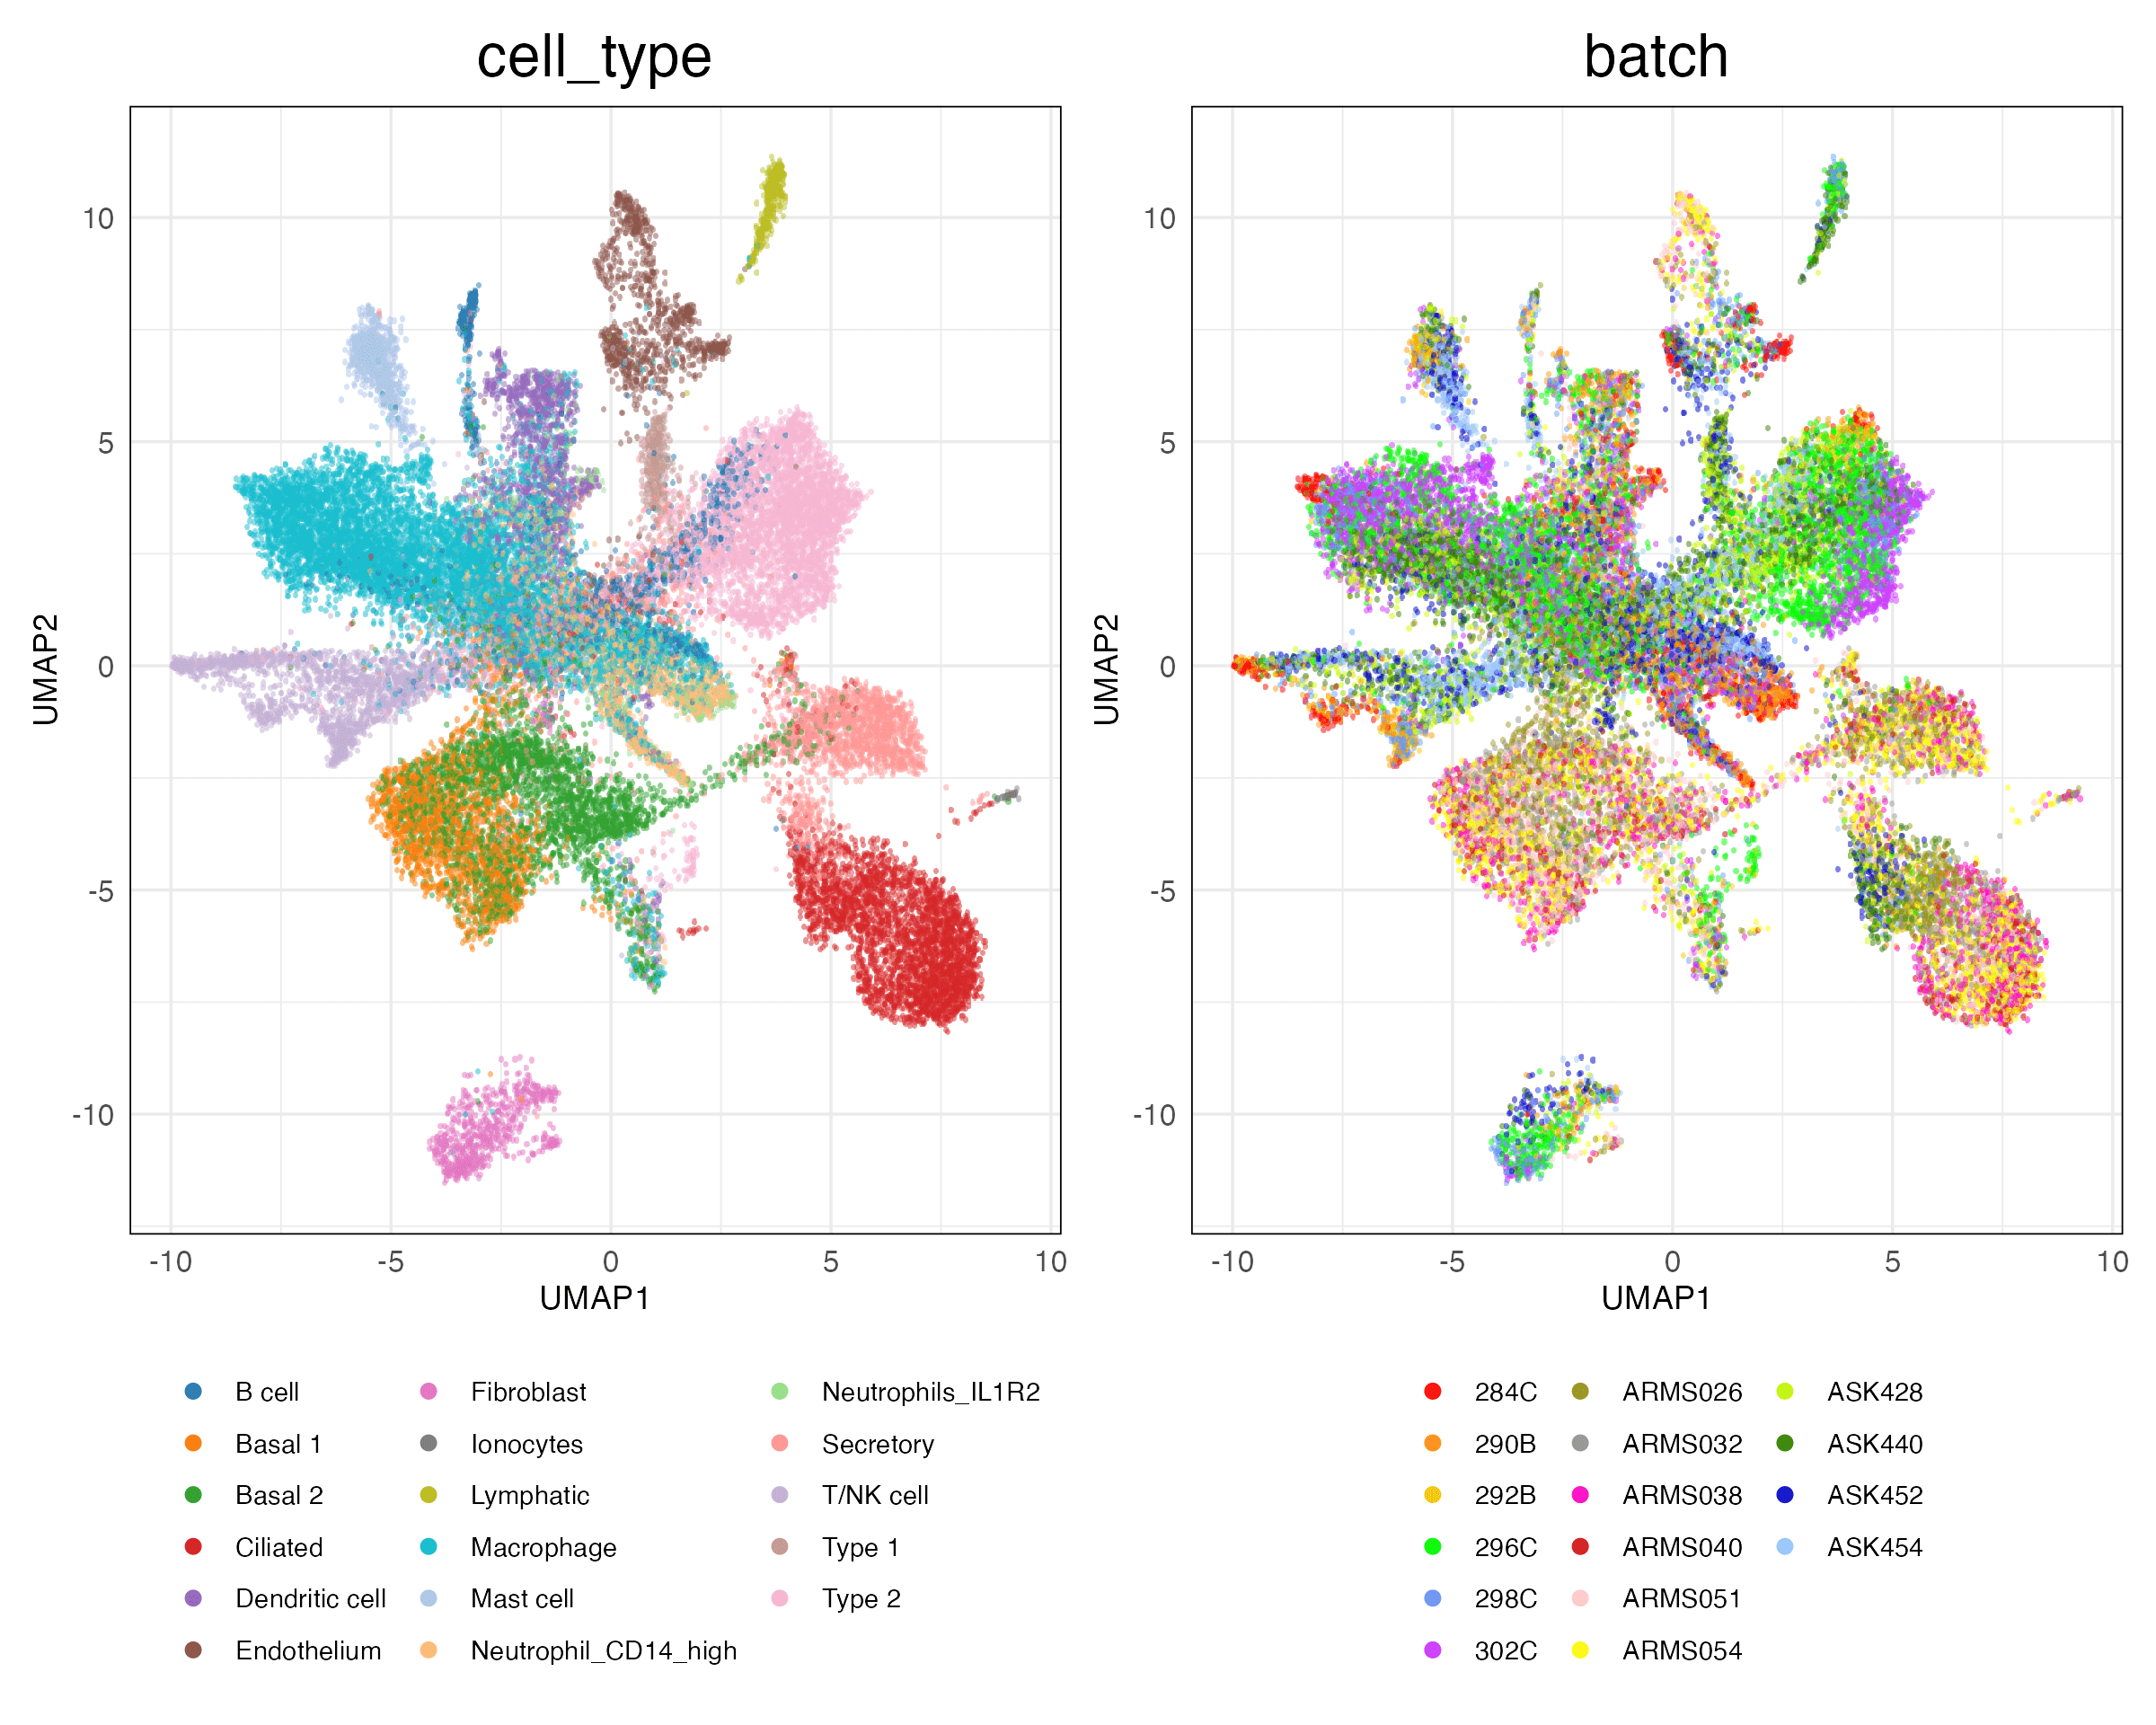 cell_type
batch
10
5
0
-5
-10
UMAP2
-10 -5 0 5 10
UMAP1
10
5
0
-5
-10
UMAP2
-10 -5 0 5 10
UMAP1
B cell
Basal 1
Basal 2
Ciliated
Dendritic cell
Endothelium
Fibroblast
Ionocytes
Lymphatic
Macrophage
Mast cell
Neutrophil_CD14_high
Neutrophils_IL1R2
Secretory
T/NK cell
Type 1
Type 2
284C
290B
292B
296C
298C
302C
ARMS026
ARMS032
ARMS038
ARMS040
ARMS051
ARMS054
ASK428
ASK440
ASK452
ASK454